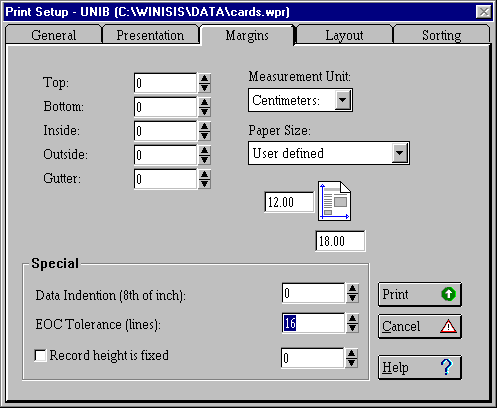 Print Setup - UNIB (C:\WINISIS\DATA\cards.wpr)
General Presentation Margins Layout Sorting
Top: 0
Bottom: 0
Inside: 0
Outside: 0
Gutter: 0
Measurement Unit:
Centimeters:
Paper Size:
User defined
12.00
18.00
Special
Data Indention (8th of inch): 0
EOC Tolerance (lines): 16
Record height is fixed 0
Print
Cancel
Help ?